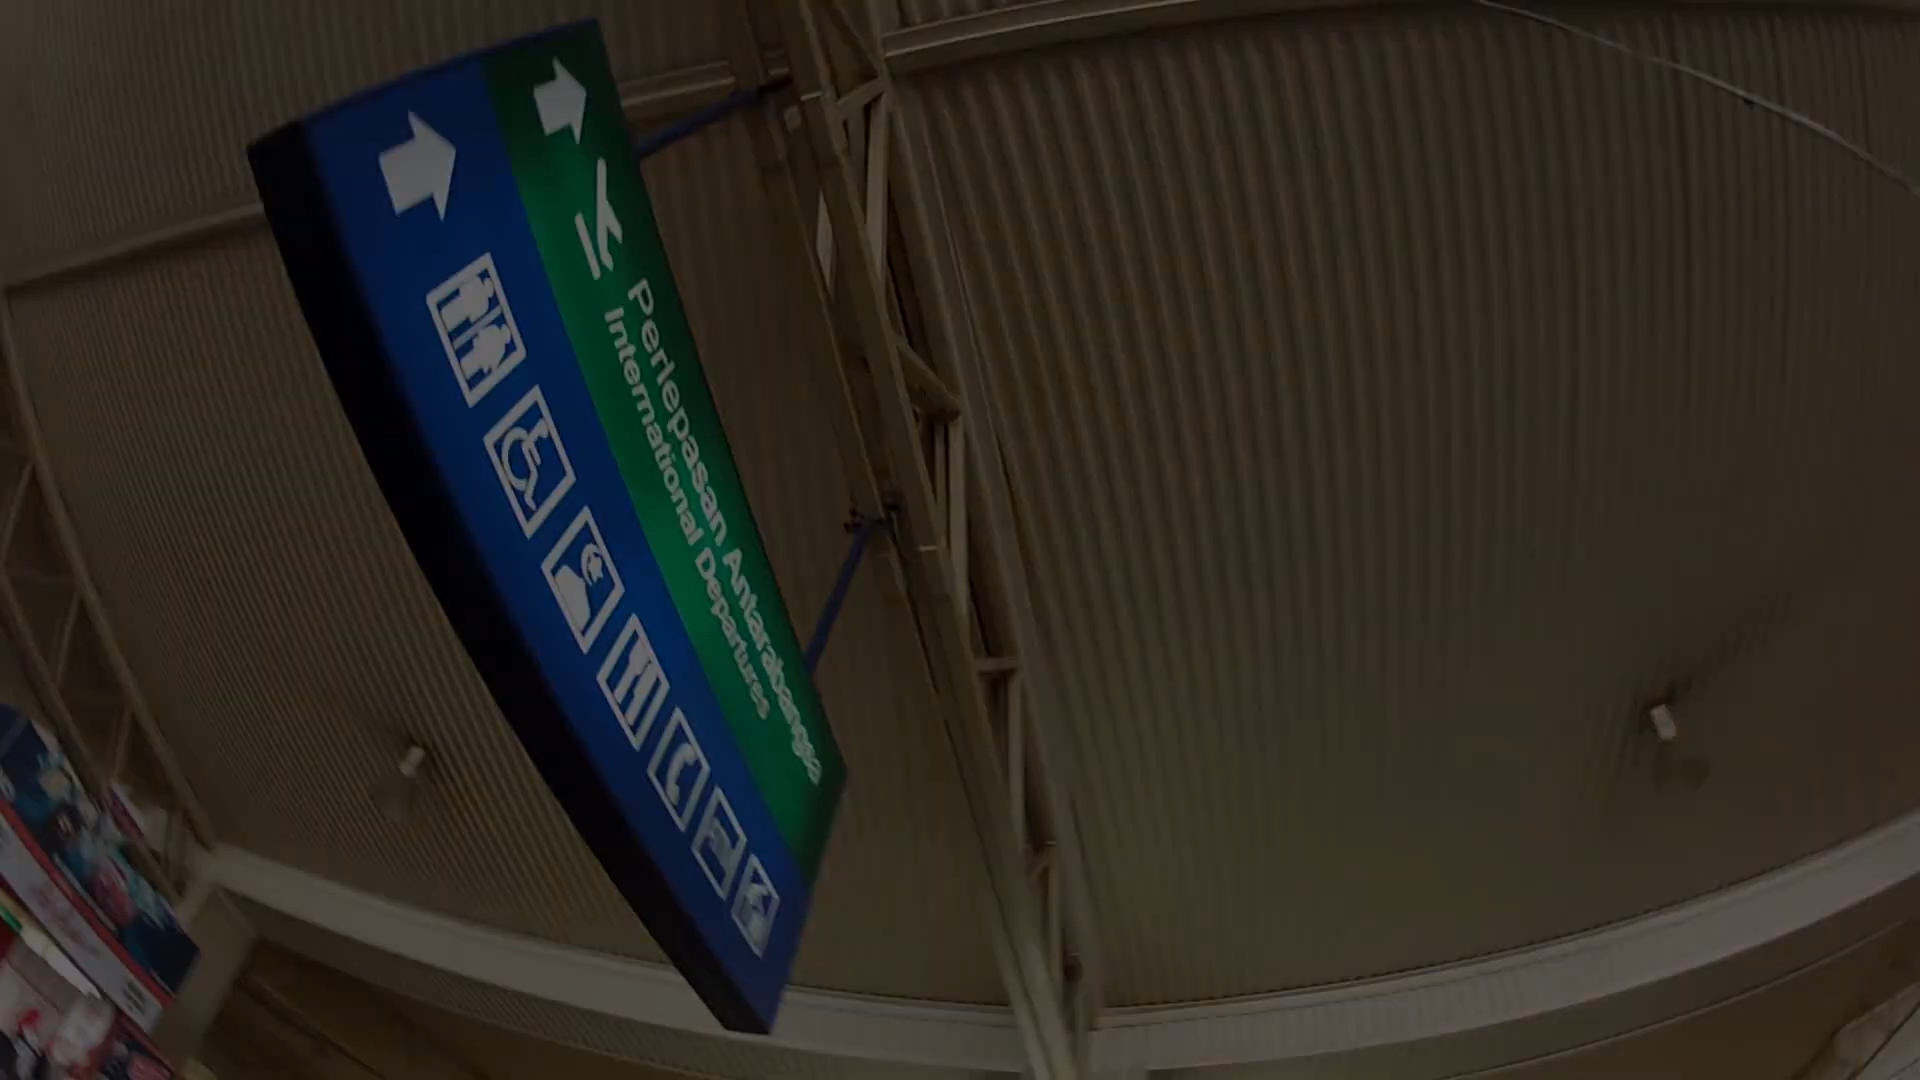 Perlepasan Antarabangsa
International Departures